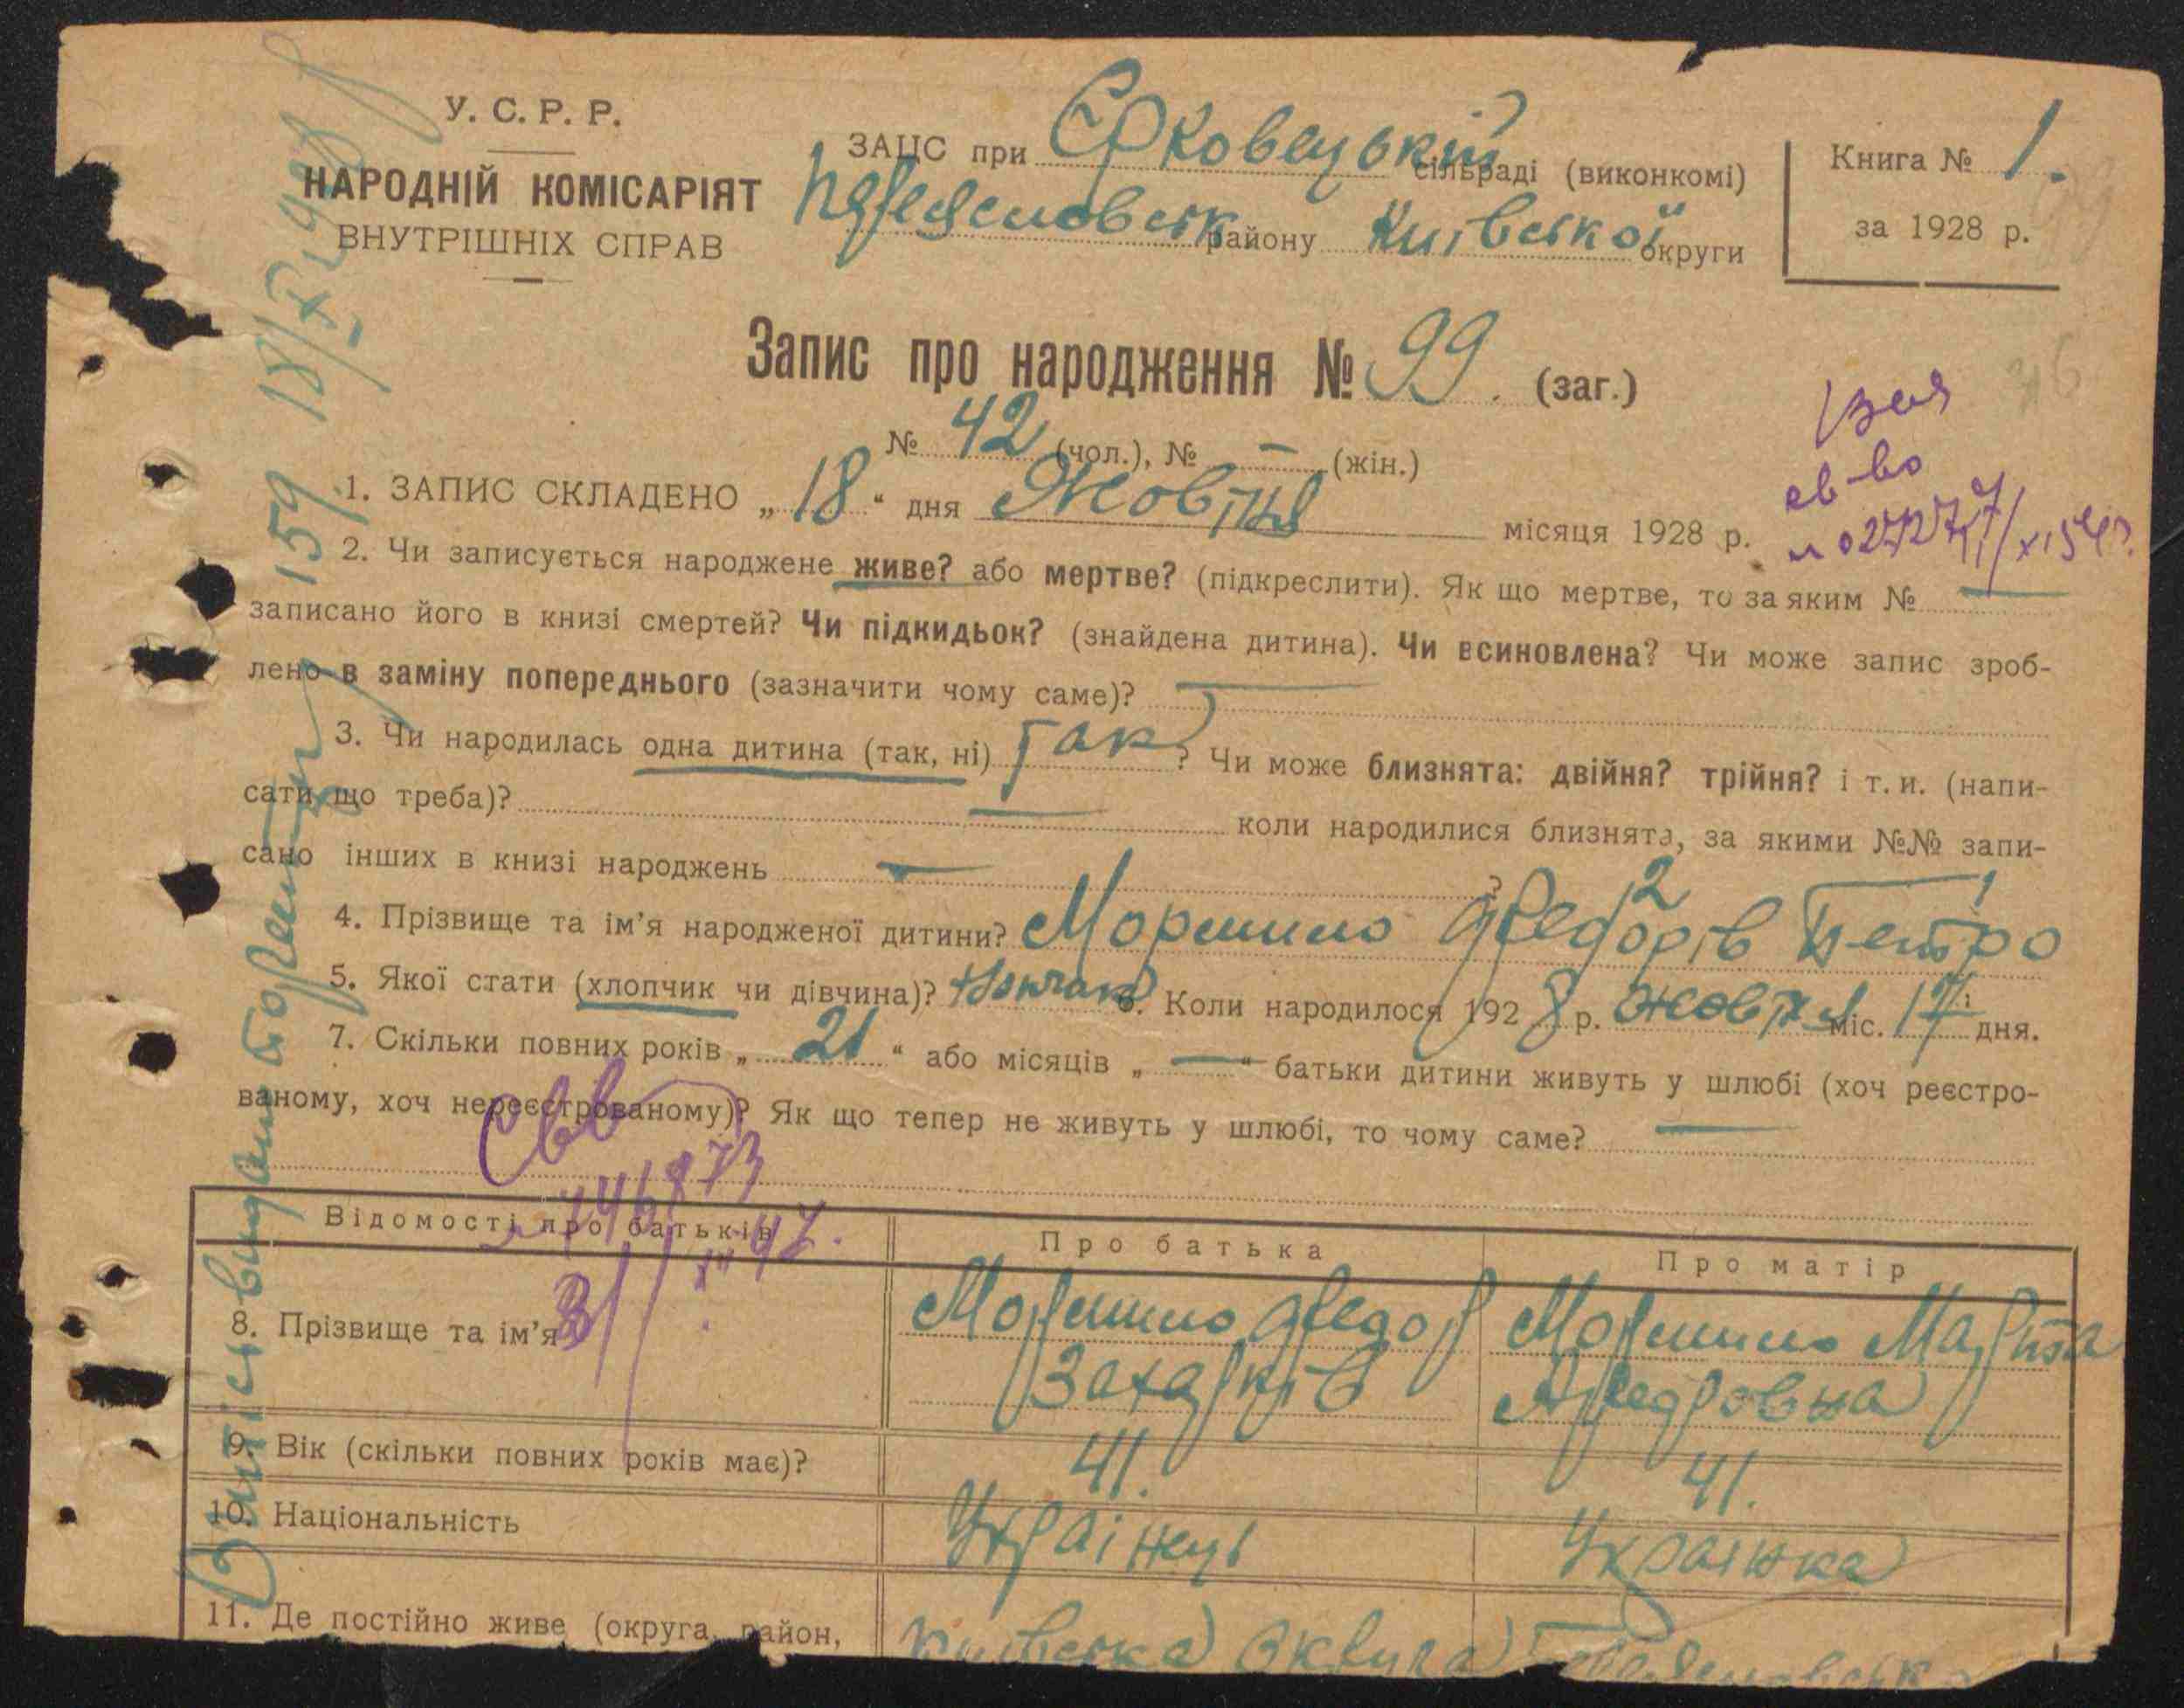 У. С. Р. Р.
НАРОДНІЙ КОМІСАРІЯТ
ВНУТРІШНІХ СПРАВ
ЗАЦС при Єрковецькій сільраді (виконкомі)
району Київської округи
Книга № 1.
за 1928 р.
Запис про народження № 99. (заг.)
№ 42 (чол.), № — (жін.)
1. ЗАПИС СКЛАДЕНО „18“ дня Жовтня місяця 1928 р.
2. Чи записується народжене живе? або мертве? (підкреслити). Як що мертве, то за яким № —
записано його в книзі смертей? Чи підкидьок? (знайдена дитина). Чи всиновлена? Чи може запис зроб-
лено в заміну попереднього (зазначити чому саме)? —
3. Чи народилась одна дитина (так, ні) Так? Чи може близнята: двійня? трійня? і т. и. (напи-
сати що треба)? — коли народилися близнята, за якими №№ запи-
сано інших в книзі народжень —?
4. Прізвище та ім'я народженої дитини? Федорів Петро
5. Якої стати (хлопчик чи дівчина)? 6. Коли народилося 1928 р. жовтня міс. 17 дня.
7. Скільки повних років „21“ або місяців „—“ батьки дитини живуть у шлюбі (хоч реєстро-
ваному, хоч нереєстрованому)? Як що тепер не живуть у шлюбі, то чому саме? —
Відомості про батьків
Про батька
Про матір
8. Прізвище та ім'я
Федор
Захарків
Марта
Федровна
9. Вік (скільки повних років має)?
41.
41.
10. Національність
Українець
Українка
11. Де постійно живе (округа, район,
Київська округа